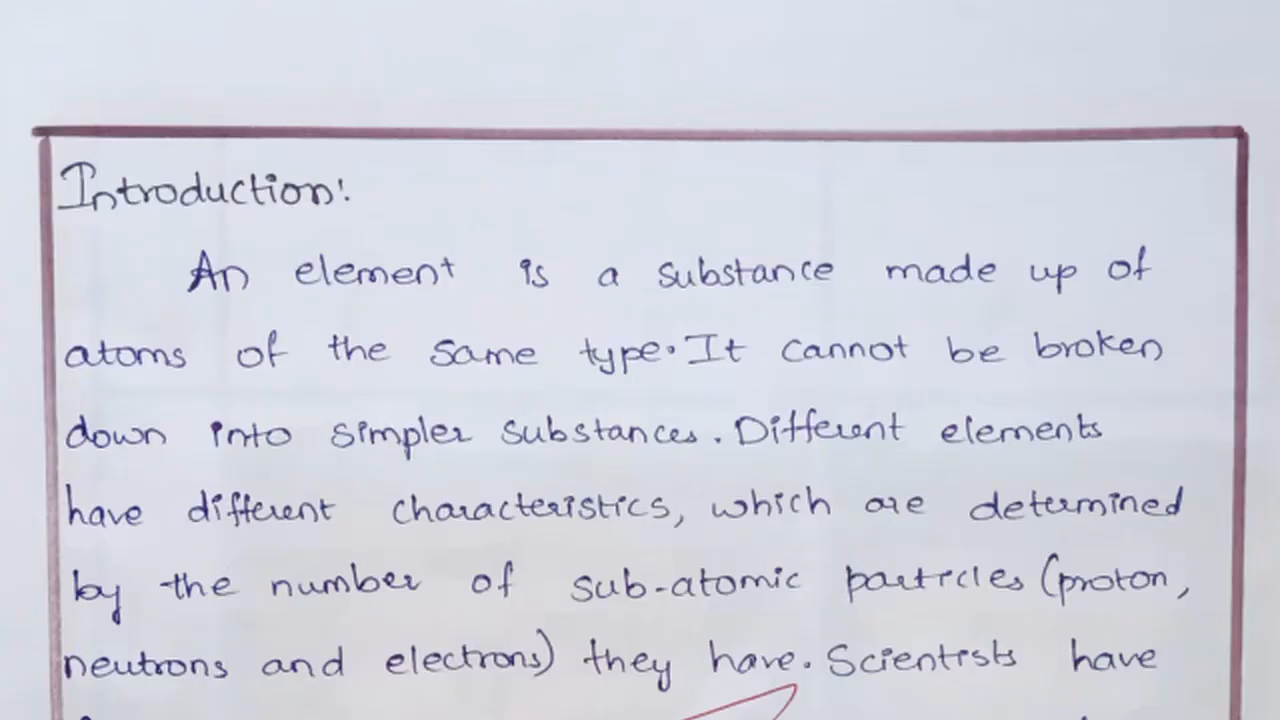 Introduction:
An element is a substance made up of
atoms of the same type. It cannot be broken
down into simpler substances. Different elements
have different characteristics, which are determined
by the number of sub-atomic particles (proton,
neutrons and electrons) they have. Scientists have